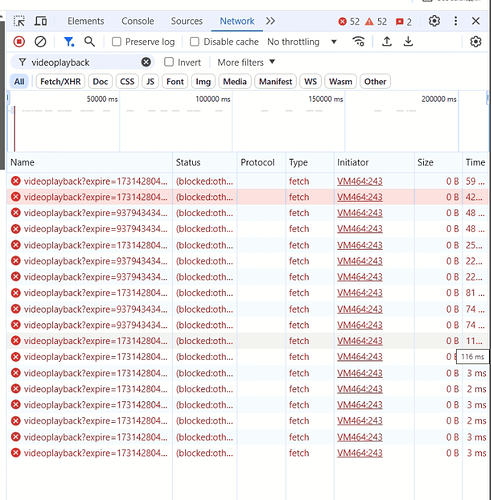 Elements Console Sources Network » 52 52 2
Preserve log Disable cache No throttling
videoplayback Invert More filters
All Fetch/XHR Doc CSS JS Font Img Media Manifest WS Wasm Other
50000 ms 100000 ms 150000 ms 200000 ms
Name Status Protocol Type Initiator Size Time
videoplayback?expire=173142804... (blocked:oth... fetch VM464:243 0 B 59 ...
videoplayback?expire=173142804... (blocked:oth... fetch VM464:243 0 B 42...
videoplayback?expire=937943434... (blocked:oth... fetch VM464:243 0 B 48 ...
videoplayback?expire=937943434... (blocked:oth... fetch VM464:243 0 B 48 ...
videoplayback?expire=173142804... (blocked:oth... fetch VM464:243 0 B 25...
videoplayback?expire=937943434... (blocked:oth... fetch VM464:243 0 B 22...
videoplayback?expire=937943434... (blocked:oth... fetch VM464:243 0 B 22...
videoplayback?expire=173142804... (blocked:oth... fetch VM464:243 0 B 81 ...
videoplayback?expire=937943434... (blocked:oth... fetch VM464:243 0 B 74 ...
videoplayback?expire=937943434... (blocked:oth... fetch VM464:243 0 B 74 ...
videoplayback?expire=173142804... (blocked:oth... fetch VM464:243 0 B 11...
videoplayback?expire=173142804... (blocked:oth... fetch VM464:243 0 B 116 ms
videoplayback?expire=173142804... (blocked:oth... fetch VM464:243 0 B 3 ms
videoplayback?expire=173142804... (blocked:oth... fetch VM464:243 0 B 2 ms
videoplayback?expire=173142804... (blocked:oth... fetch VM464:243 0 B 3 ms
videoplayback?expire=173142804... (blocked:oth... fetch VM464:243 0 B 2 ms
videoplayback?expire=173142804... (blocked:oth... fetch VM464:243 0 B 3 ms
videoplayback?expire=173142804... (blocked:oth... fetch VM464:243 0 B 3 ms